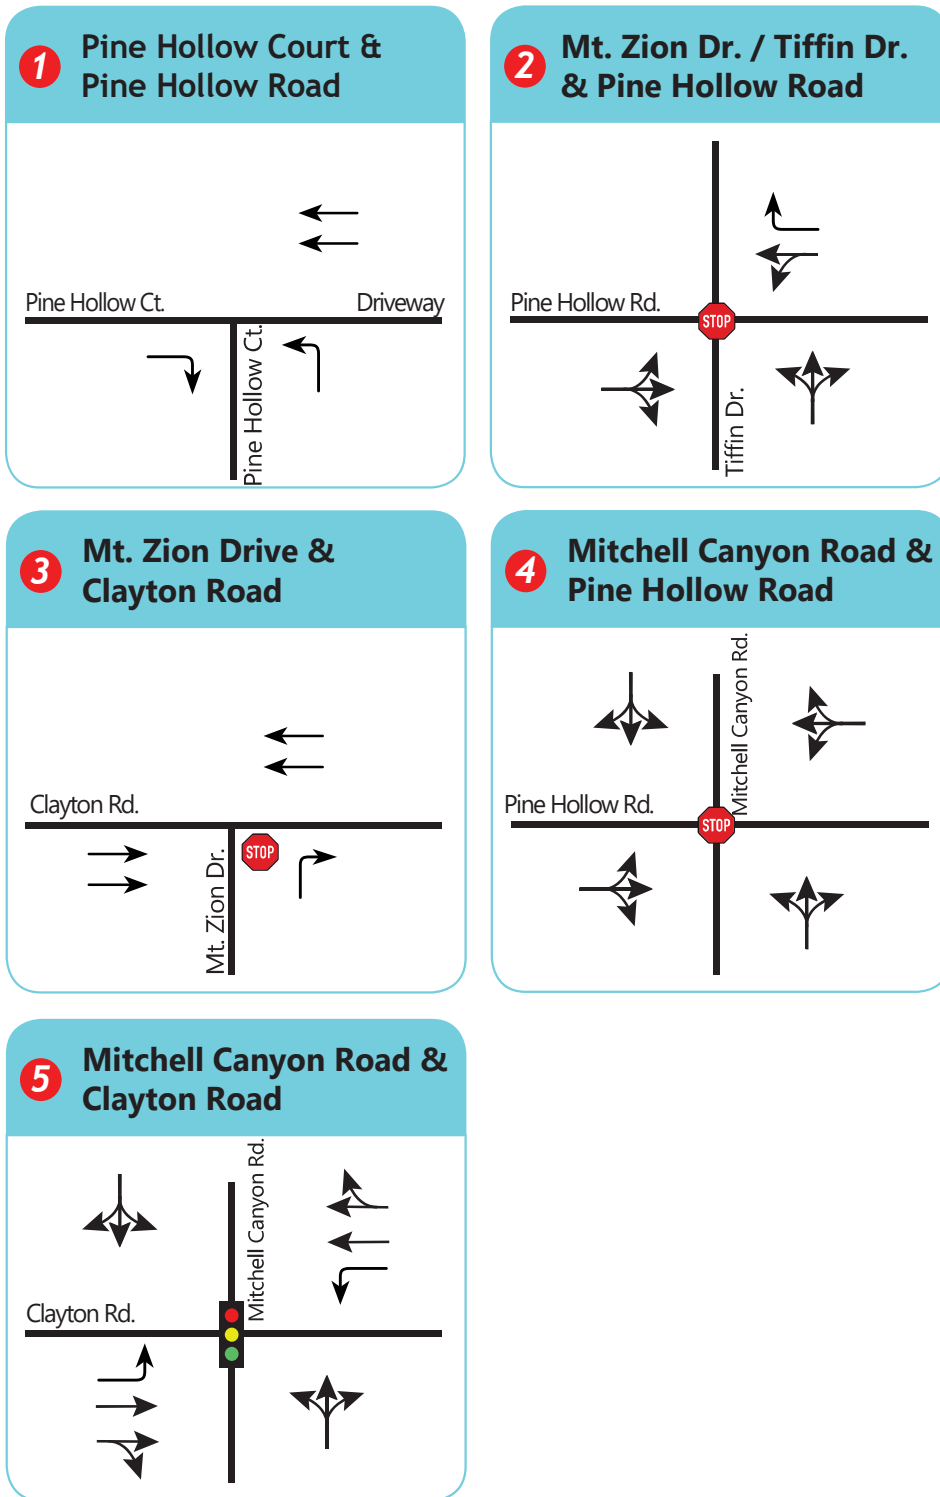 1
Pine Hollow Court &
Pine Hollow Road
Pine Hollow Ct.
Driveway
Pine Hollow Ct.
2
Mt. Zion Dr. / Tiffin Dr.
& Pine Hollow Road
Pine Hollow Rd.
STOP
Tiffin Dr.
3
Mt. Zion Drive &
Clayton Road
Clayton Rd.
STOP
Mt. Zion Dr.
4
Mitchell Canyon Road &
Pine Hollow Road
Mitchell Canyon Rd.
Pine Hollow Rd.
STOP
5
Mitchell Canyon Road &
Clayton Road
Mitchell Canyon Rd.
Clayton Rd.